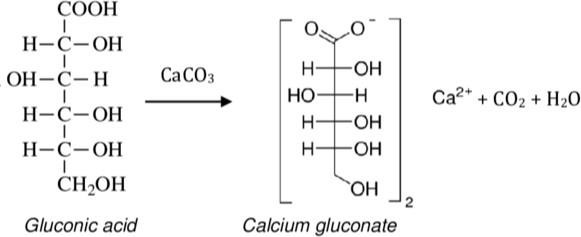 COOH
H–C–OH
OH–C–H
H–C–OH
H–C–OH
CH₂OH
Gluconic acid
CaCO₃
O O⁻
H OH
HO H
H OH
H OH
OH
2
Calcium gluconate
Ca²⁺ + CO₂ + H₂O